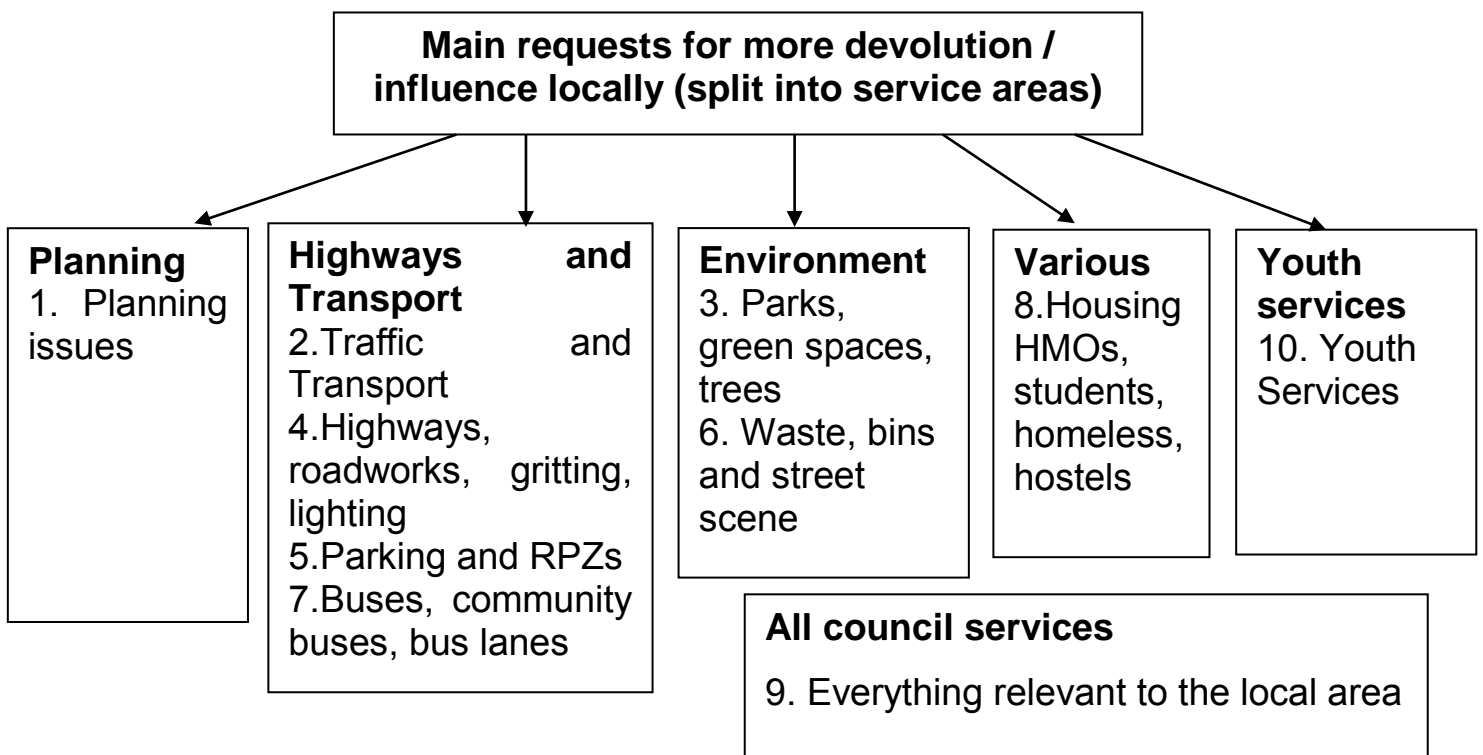 Main requests for more devolution /
influence locally (split into service areas)
Planning
1. Planning
issues
Highways and
Transport
2.Traffic and
Transport
4.Highways,
roadworks, gritting,
lighting
5.Parking and RPZs
7.Buses, community
buses, bus lanes
Environment
3. Parks,
green spaces,
trees
6. Waste, bins
and street
scene
Various
8.Housing
HMOs,
students,
homeless,
hostels
Youth
services
10. Youth
Services
All council services
9. Everything relevant to the local area